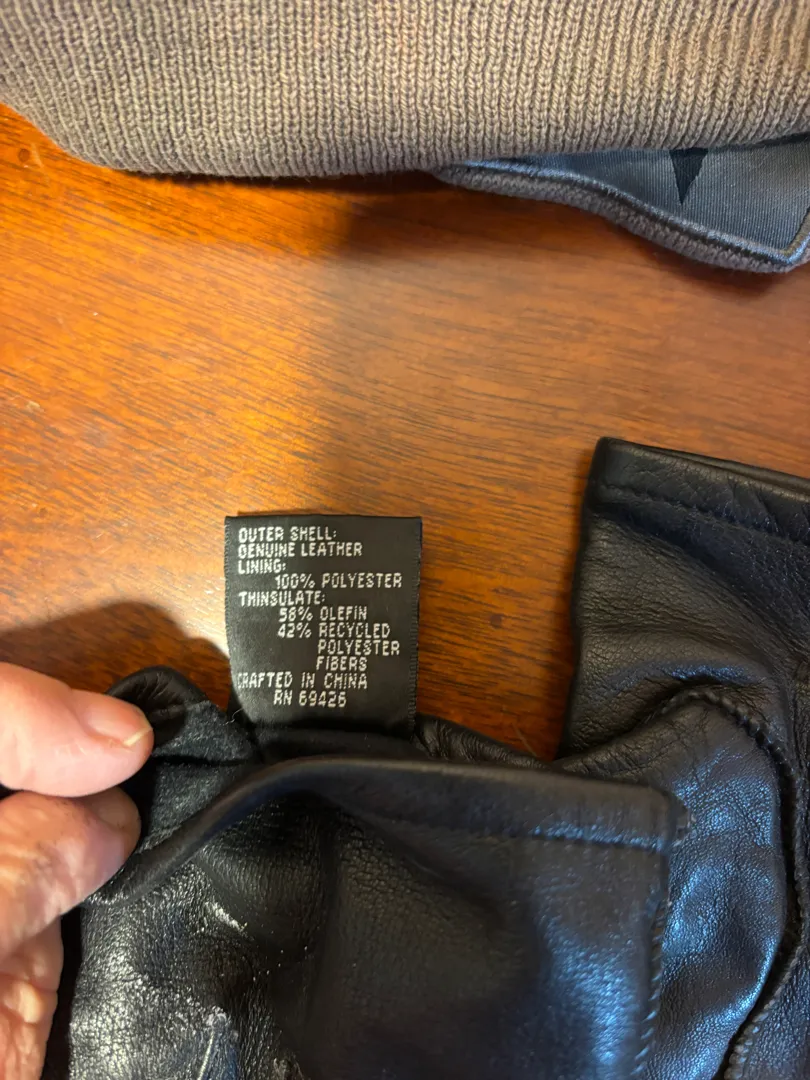 OUTER SHELL:
GENUINE LEATHER
LINING:
100% POLYESTER
THINSULATE:
58% OLEFIN
42% RECYCLED
POLYESTER
FIBERS
CRAFTED IN CHINA
RN 69426